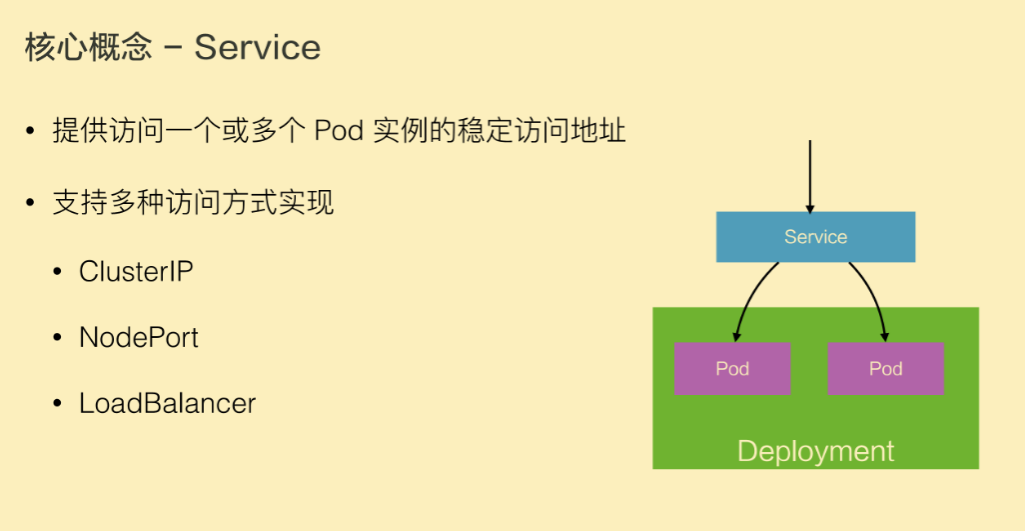 核心概念 – Service
• 提供访问一个或多个 Pod 实例的稳定访问地址
• 支持多种访问方式实现
• ClusterIP
• NodePort
• LoadBalancer
Service
Pod
Pod
Deployment